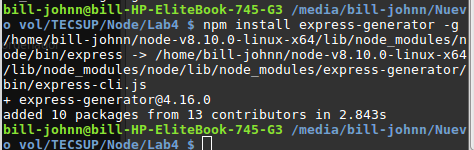 bill-johnn@bill-HP-EliteBook-745-G3 /media/bill-johnn/Nuev
o vol/TECSUP/Node/Lab4 $ npm install express-generator -g
/home/bill-johnn/node-v8.10.0-linux-x64/lib/node_modules/n
ode/bin/express -> /home/bill-johnn/node-v8.10.0-linux-x64
/lib/node_modules/node/lib/node_modules/express-generator/
bin/express-cli.js
+ express-generator@4.16.0
added 10 packages from 13 contributors in 2.843s
bill-johnn@bill-HP-EliteBook-745-G3 /media/bill-johnn/Nuev
o vol/TECSUP/Node/Lab4 $